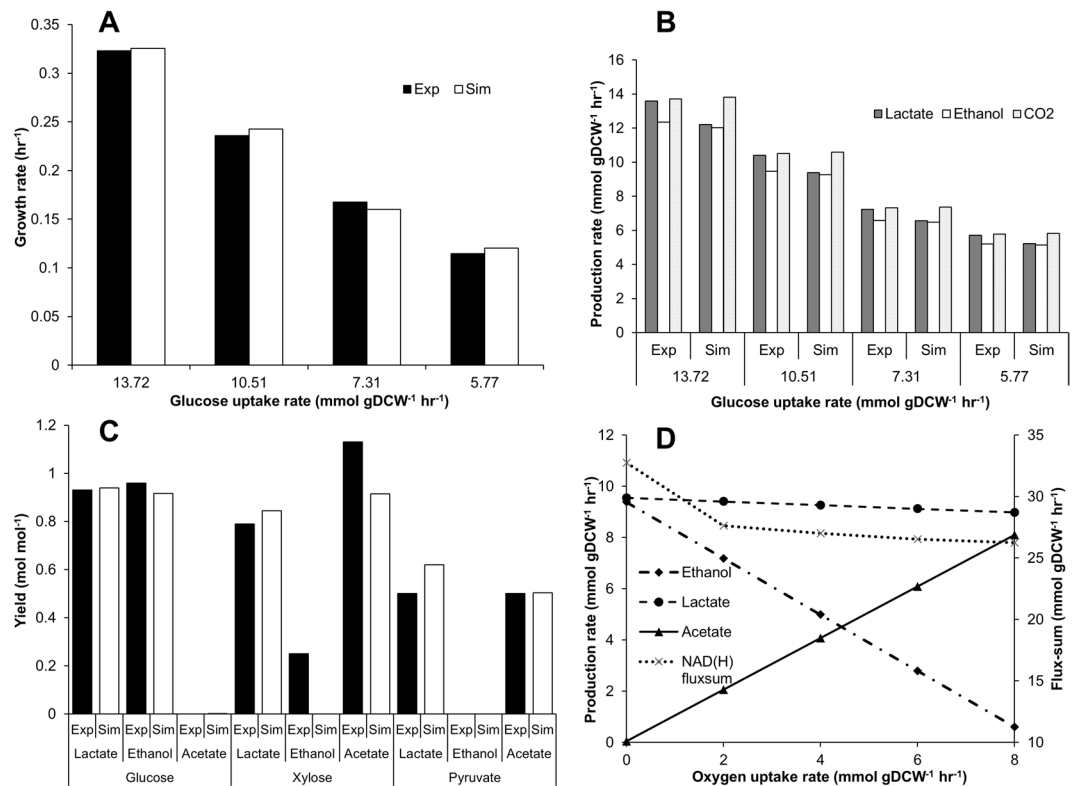 A
0.35
0.3
0.25
0.2
0.15
0.1
0.05
0
Growth rate (hr-1)
Exp Sim
13.72 10.51 7.31 5.77
Glucose uptake rate (mmol gDCW-1 hr-1)
B
16
14
12
10
8
6
4
2
0
Production rate (mmol gDCW-1 hr-1)
Lactate Ethanol CO2
Exp Sim Exp Sim Exp Sim Exp Sim
13.72 10.51 7.31 5.77
Glucose uptake rate (mmol gDCW-1 hr-1)
C
1.2
1
0.8
0.6
0.4
0.2
0
Yield (mol mol-1)
Exp Sim Exp Sim Exp Sim Exp Sim Exp Sim Exp Sim Exp Sim Exp Sim Exp Sim
Lactate Ethanol Acetate Lactate Ethanol Acetate Lactate Ethanol Acetate
Glucose Xylose Pyruvate
D
12
10
8
6
4
2
0
Production rate (mmol gDCW-1 hr-1)
Ethanol
Lactate
Acetate
NAD(H)
fluxsum
35
30
25
20
15
10
Flux-sum (mmol gDCW-1 hr-1)
0 2 4 6 8
Oxygen uptake rate (mmol gDCW-1 hr-1)